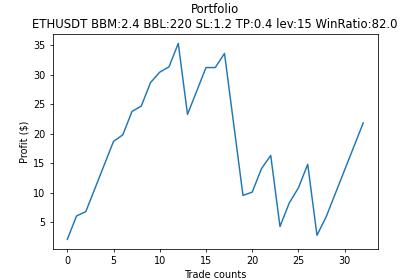 Portfolio
ETHUSDT BBM:2.4 BBL:220 SL:1.2 TP:0.4 lev:15 WinRatio:82.0
35
30
25
20
15
10
5
Profit ($)
0 5 10 15 20 25 30
Trade counts